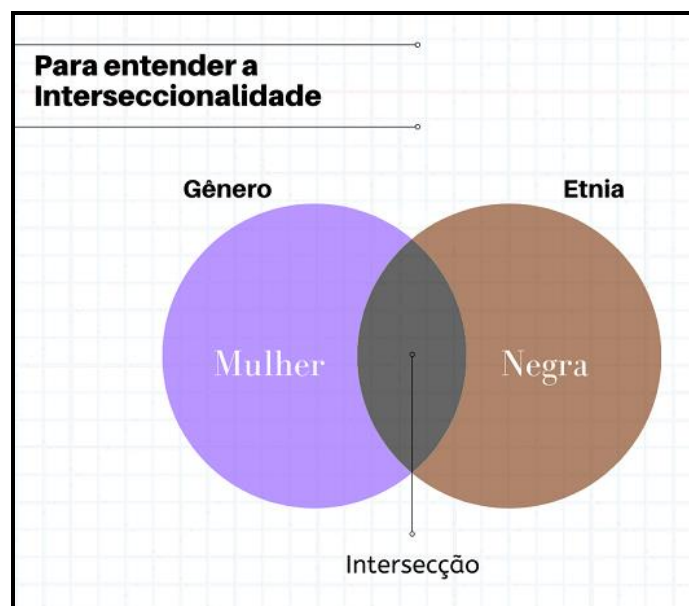 Para entender a
Interseccionalidade
Gênero
Etnia
Mulher
Negra
Intersecção